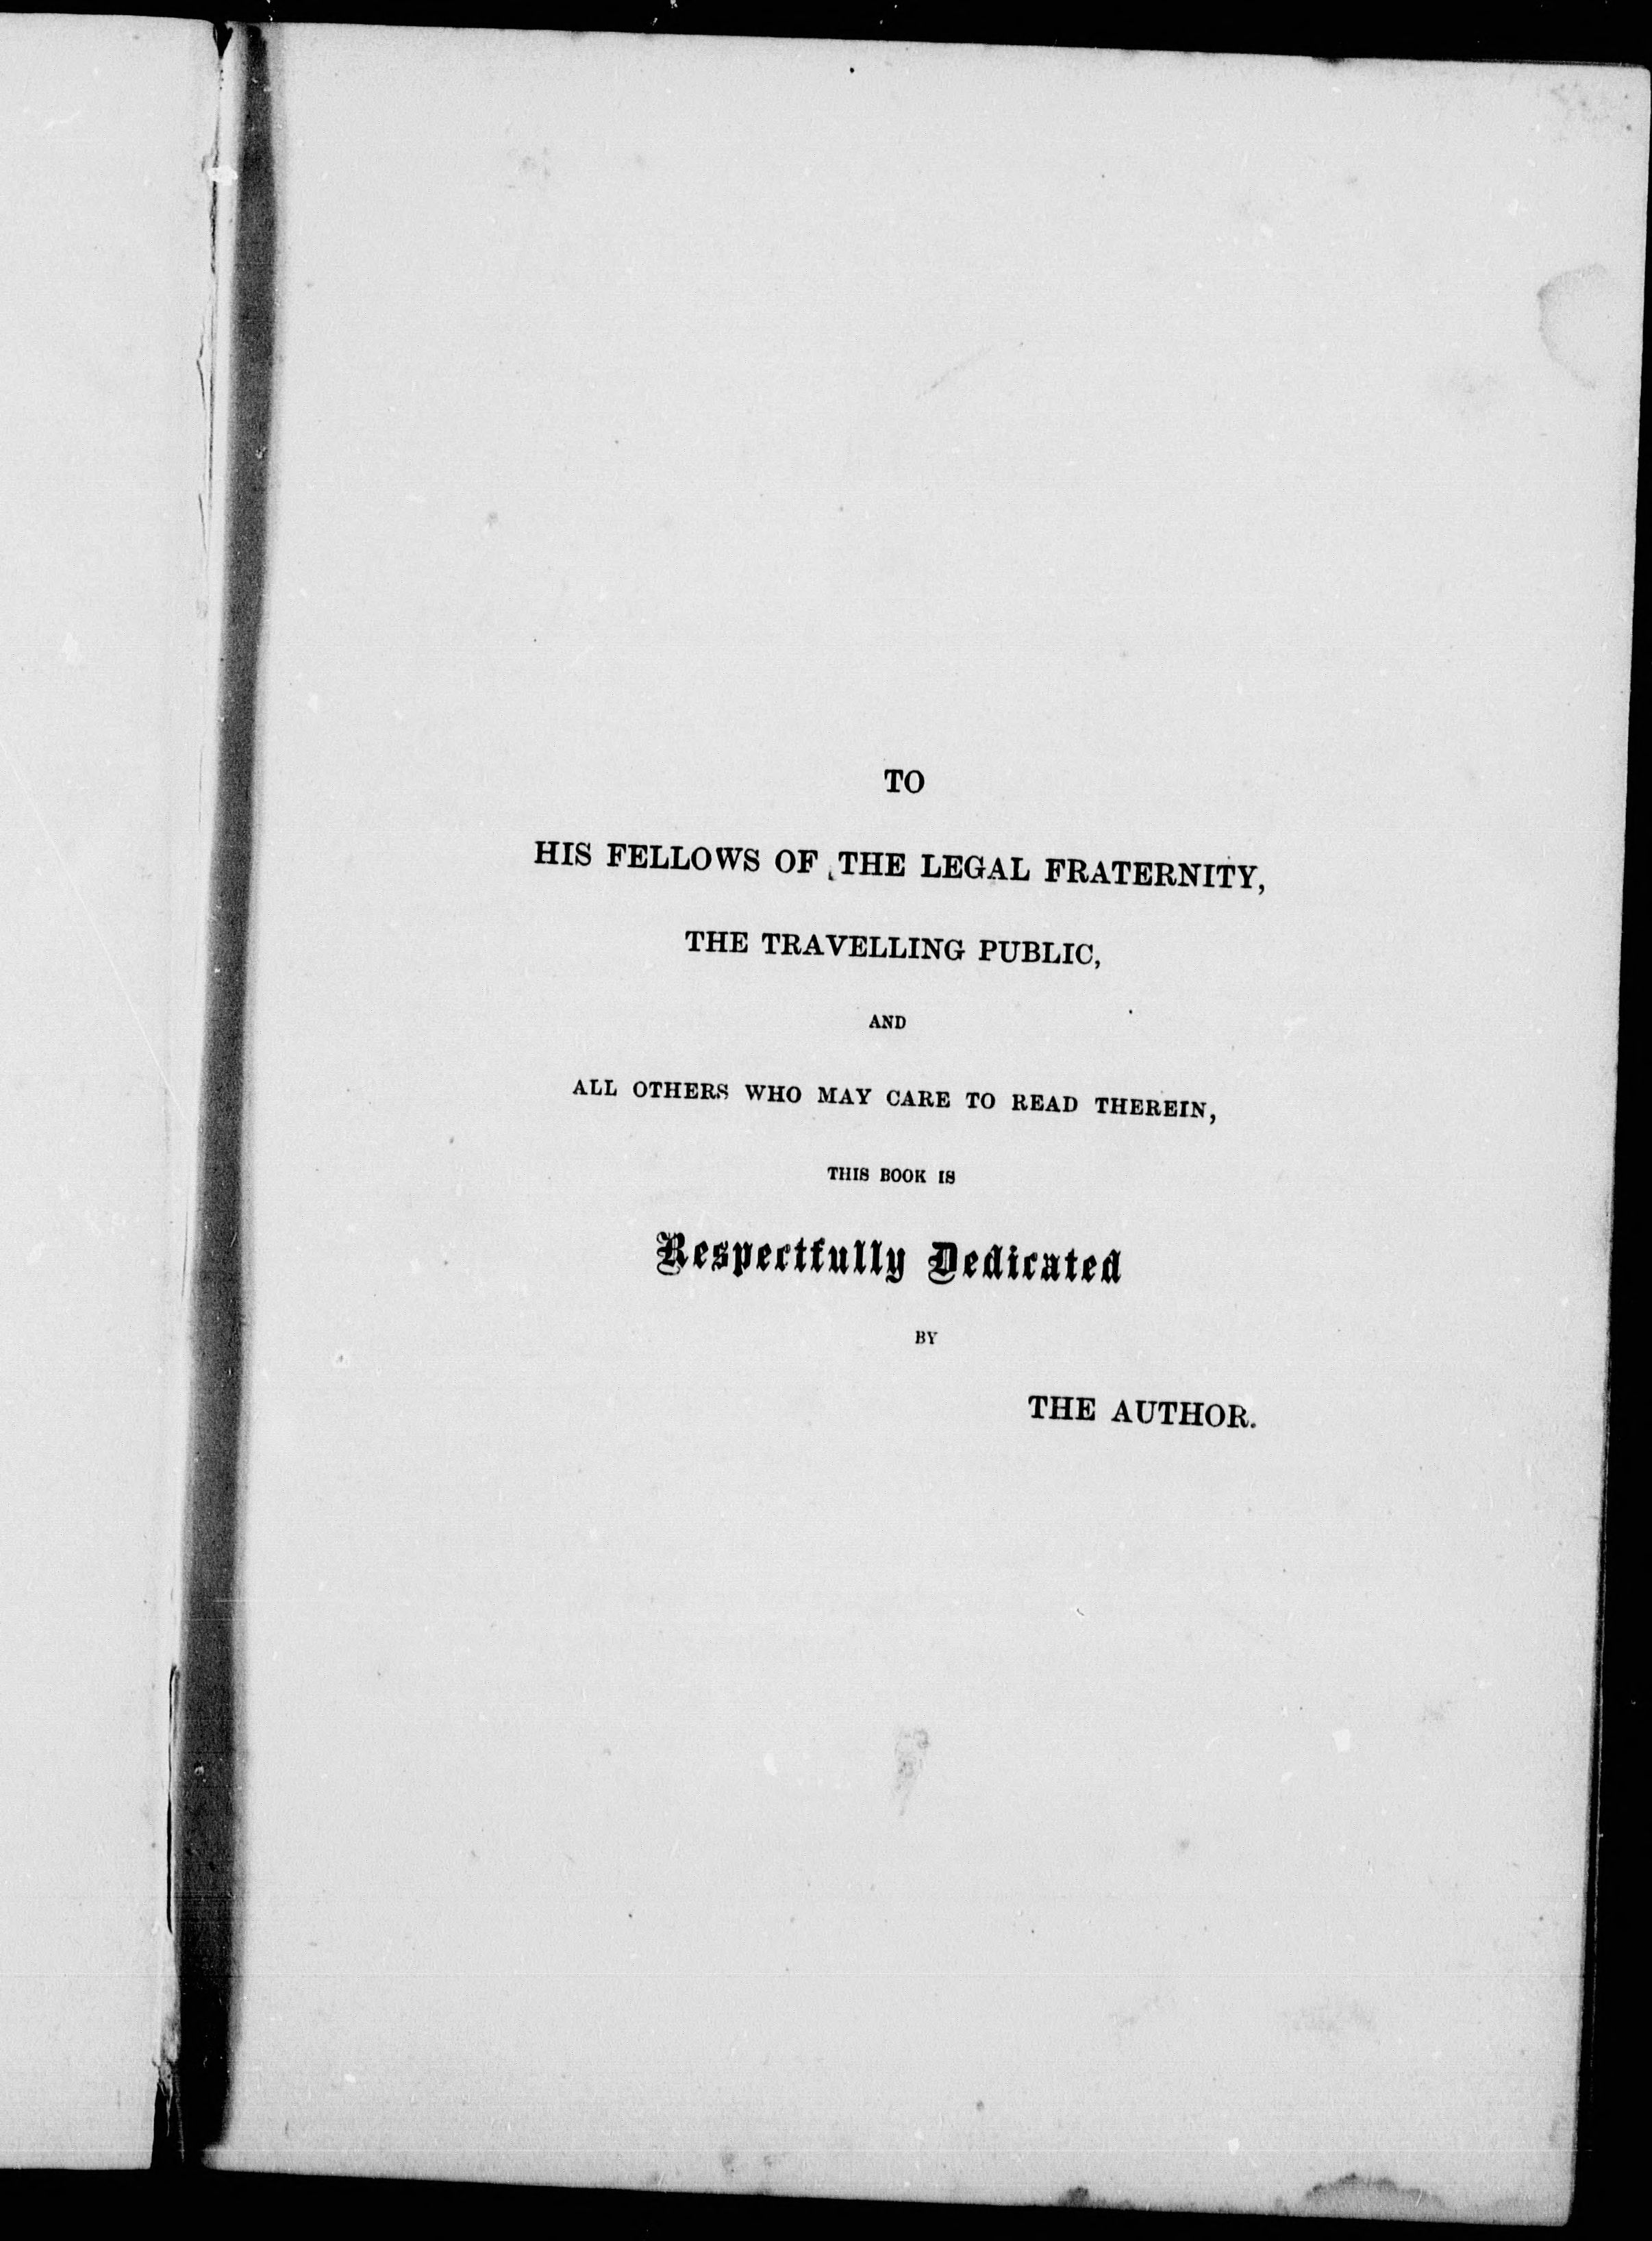 TO
HIS FELLOWS OF THE LEGAL FRATERNITY,
THE TRAVELLING PUBLIC,
AND
ALL OTHERS WHO MAY CARE TO READ THEREIN,
THIS BOOK IS
Respectfully Dedicated
BY
THE AUTHOR.